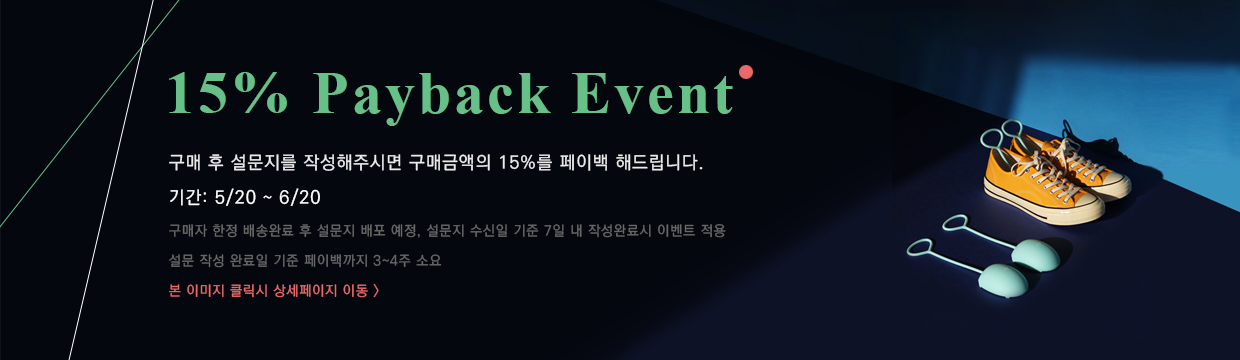 15% Payback Event
구매 후 설문지를 작성해주시면 구매금액의 15%를 페이백 해드립니다.
기간: 5/20 ~ 6/20
구매자 한정 배송완료 후 설문지 배포 예정, 설문지 수신일 기준 7일 내 작성완료시 이벤트 적용
설문 작성 완료일 기준 페이백까지 3~4주 소요
본 이미지 클릭시 상세페이지 이동 >